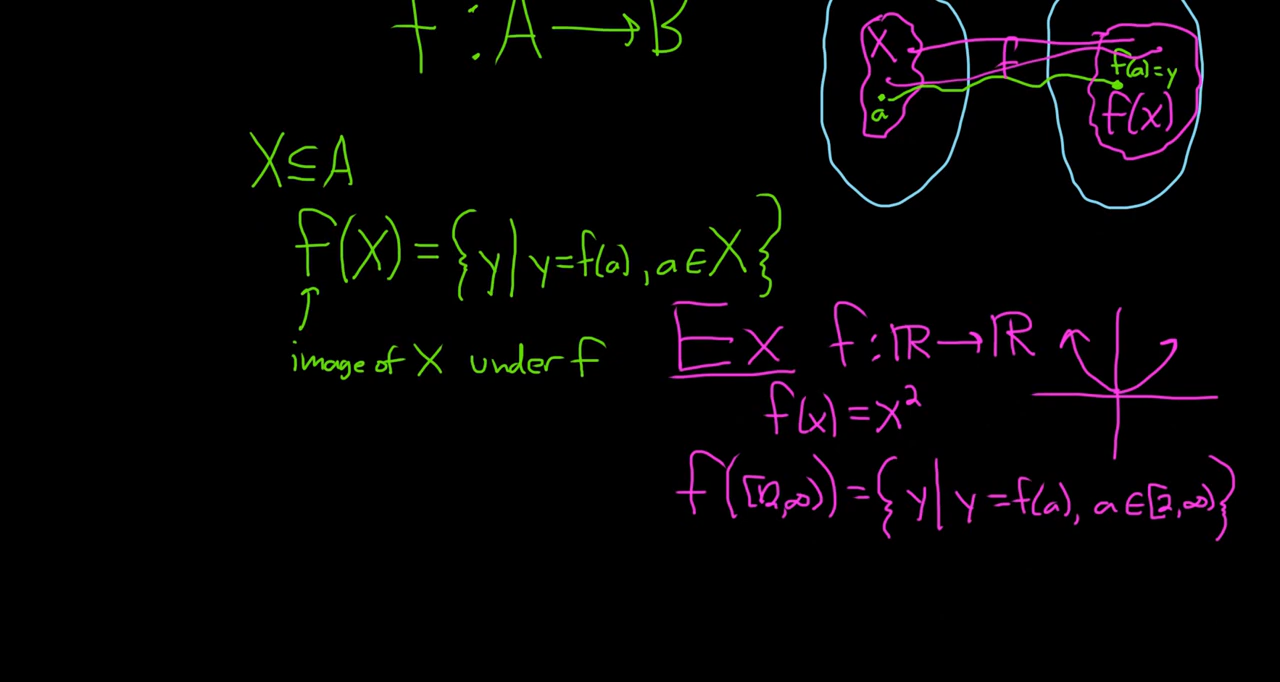 f : A → B
X
a
F
f(a)=y
f(X)
X ⊆ A
f(X) = {y | y=f(a), a∈X}
image of X under f
Ex f: ℝ → ℝ
f(x) = x²
f([2,∞)) = {y | y=f(a), a∈[2,∞)}